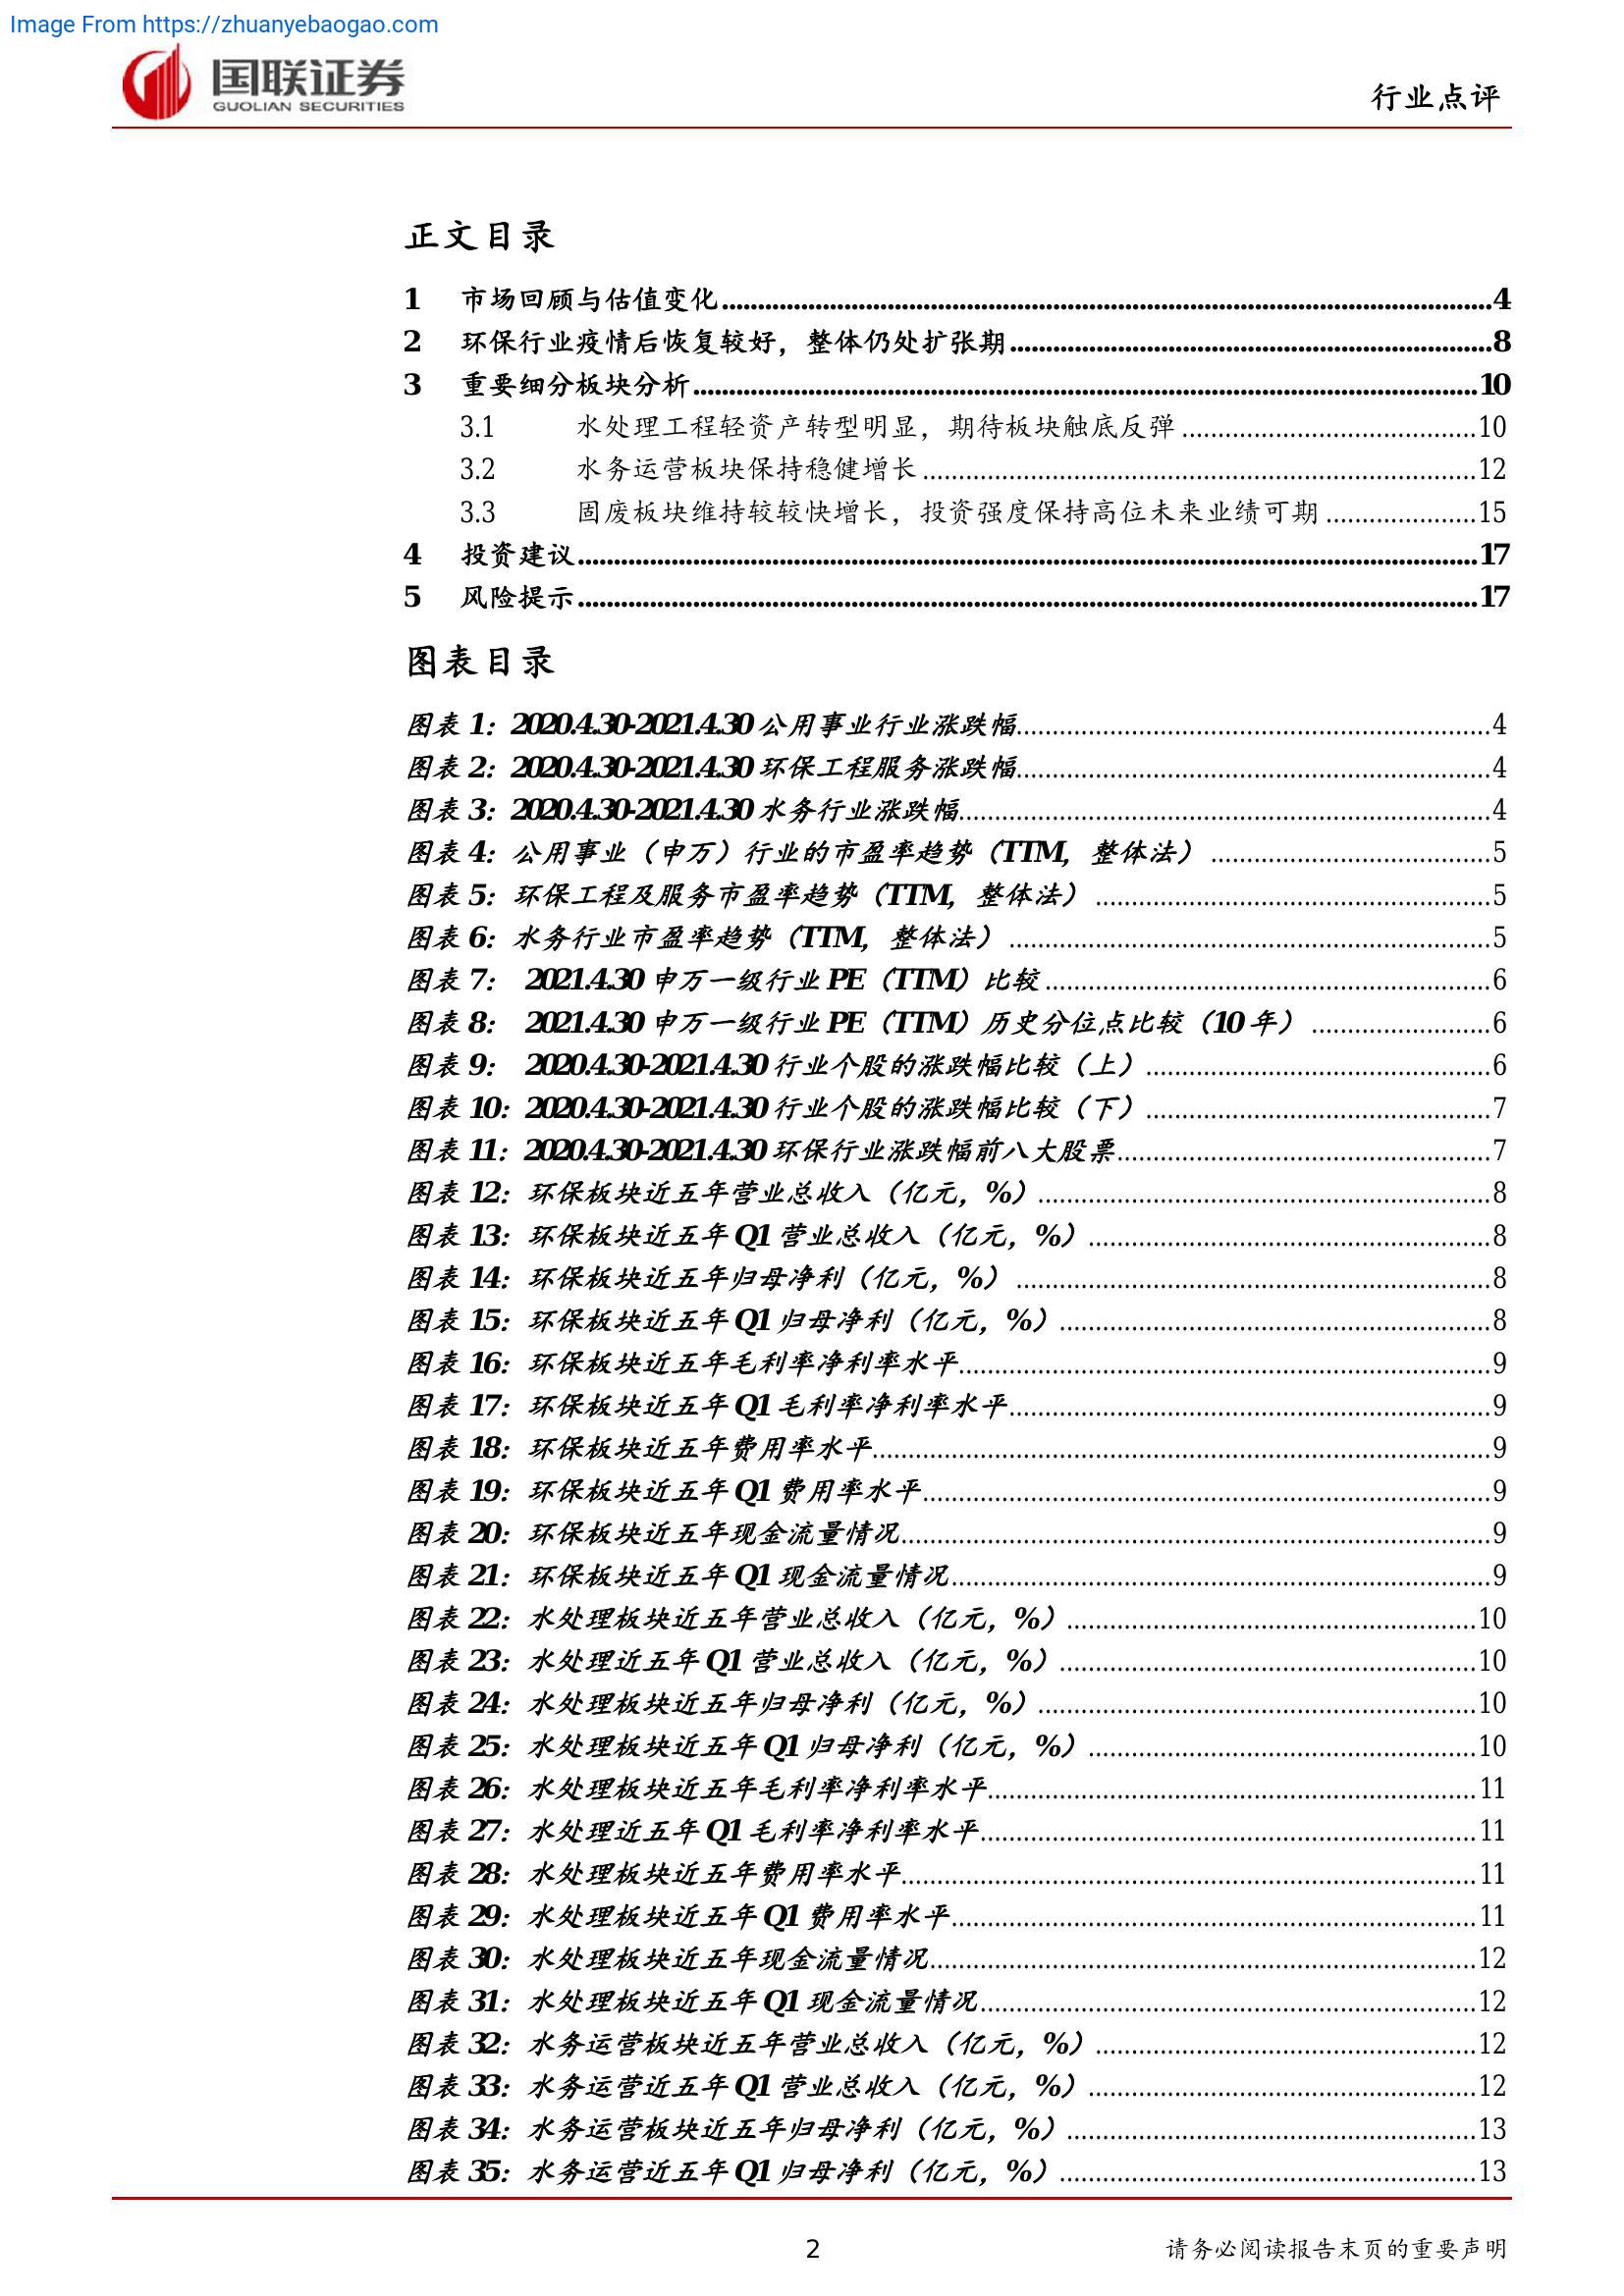 Image From https://zhuanyebaogao.com
国联证券
GUOLIAN SECURITIES
行业点评
正文目录
1 市场回顾与估值变化....................4
2 环保行业疫情后恢复较好，整体仍处扩张期....................8
3 重要细分板块分析....................10
3.1 水处理工程轻资产转型明显，期待板块触底反弹....................10
3.2 水务运营板块保持稳健增长....................12
3.3 固废板块维持较较快增长，投资强度保持高位未来业绩可期....................15
4 投资建议....................17
5 风险提示....................17
图表目录
图表 1：2020.4.30-2021.4.30 公用事业行业涨跌幅....................4
图表 2：2020.4.30-2021.4.30 环保工程服务涨跌幅....................4
图表 3：2020.4.30-2021.4.30 水务行业涨跌幅....................4
图表 4：公用事业（申万）行业的市盈率趋势（TTM，整体法）....................5
图表 5：环保工程及服务市盈率趋势（TTM，整体法）....................5
图表 6：水务行业市盈率趋势（TTM，整体法）....................5
图表 7： 2021.4.30 申万一级行业 PE（TTM）比较....................6
图表 8： 2021.4.30 申万一级行业 PE（TTM）历史分位点比较（10 年）....................6
图表 9： 2020.4.30-2021.4.30 行业个股的涨跌幅比较（上）....................6
图表 10：2020.4.30-2021.4.30 行业个股的涨跌幅比较（下）....................7
图表 11：2020.4.30-2021.4.30 环保行业涨跌幅前八大股票....................7
图表 12：环保板块近五年营业总收入（亿元，%）....................8
图表 13：环保板块近五年 Q1 营业总收入（亿元，%）....................8
图表 14：环保板块近五年归母净利（亿元，%）....................8
图表 15：环保板块近五年 Q1 归母净利（亿元，%）....................8
图表 16：环保板块近五年毛利率净利率水平....................9
图表 17：环保板块近五年 Q1 毛利率净利率水平....................9
图表 18：环保板块近五年费用率水平....................9
图表 19：环保板块近五年 Q1 费用率水平....................9
图表 20：环保板块近五年现金流量情况....................9
图表 21：环保板块近五年 Q1 现金流量情况....................9
图表 22：水处理板块近五年营业总收入（亿元，%）....................10
图表 23：水处理近五年 Q1 营业总收入（亿元，%）....................10
图表 24：水处理板块近五年归母净利（亿元，%）....................10
图表 25：水处理板块近五年 Q1 归母净利（亿元，%）....................10
图表 26：水处理板块近五年毛利率净利率水平....................11
图表 27：水处理近五年 Q1 毛利率净利率水平....................11
图表 28：水处理板块近五年费用率水平....................11
图表 29：水处理板块近五年 Q1 费用率水平....................11
图表 30：水处理板块近五年现金流量情况....................12
图表 31：水处理板块近五年 Q1 现金流量情况....................12
图表 32：水务运营板块近五年营业总收入（亿元，%）....................12
图表 33：水务运营近五年 Q1 营业总收入（亿元，%）....................12
图表 34：水务运营板块近五年归母净利（亿元，%）....................13
图表 35：水务运营近五年 Q1 归母净利（亿元，%）....................13
2
请务必阅读报告末页的重要声明